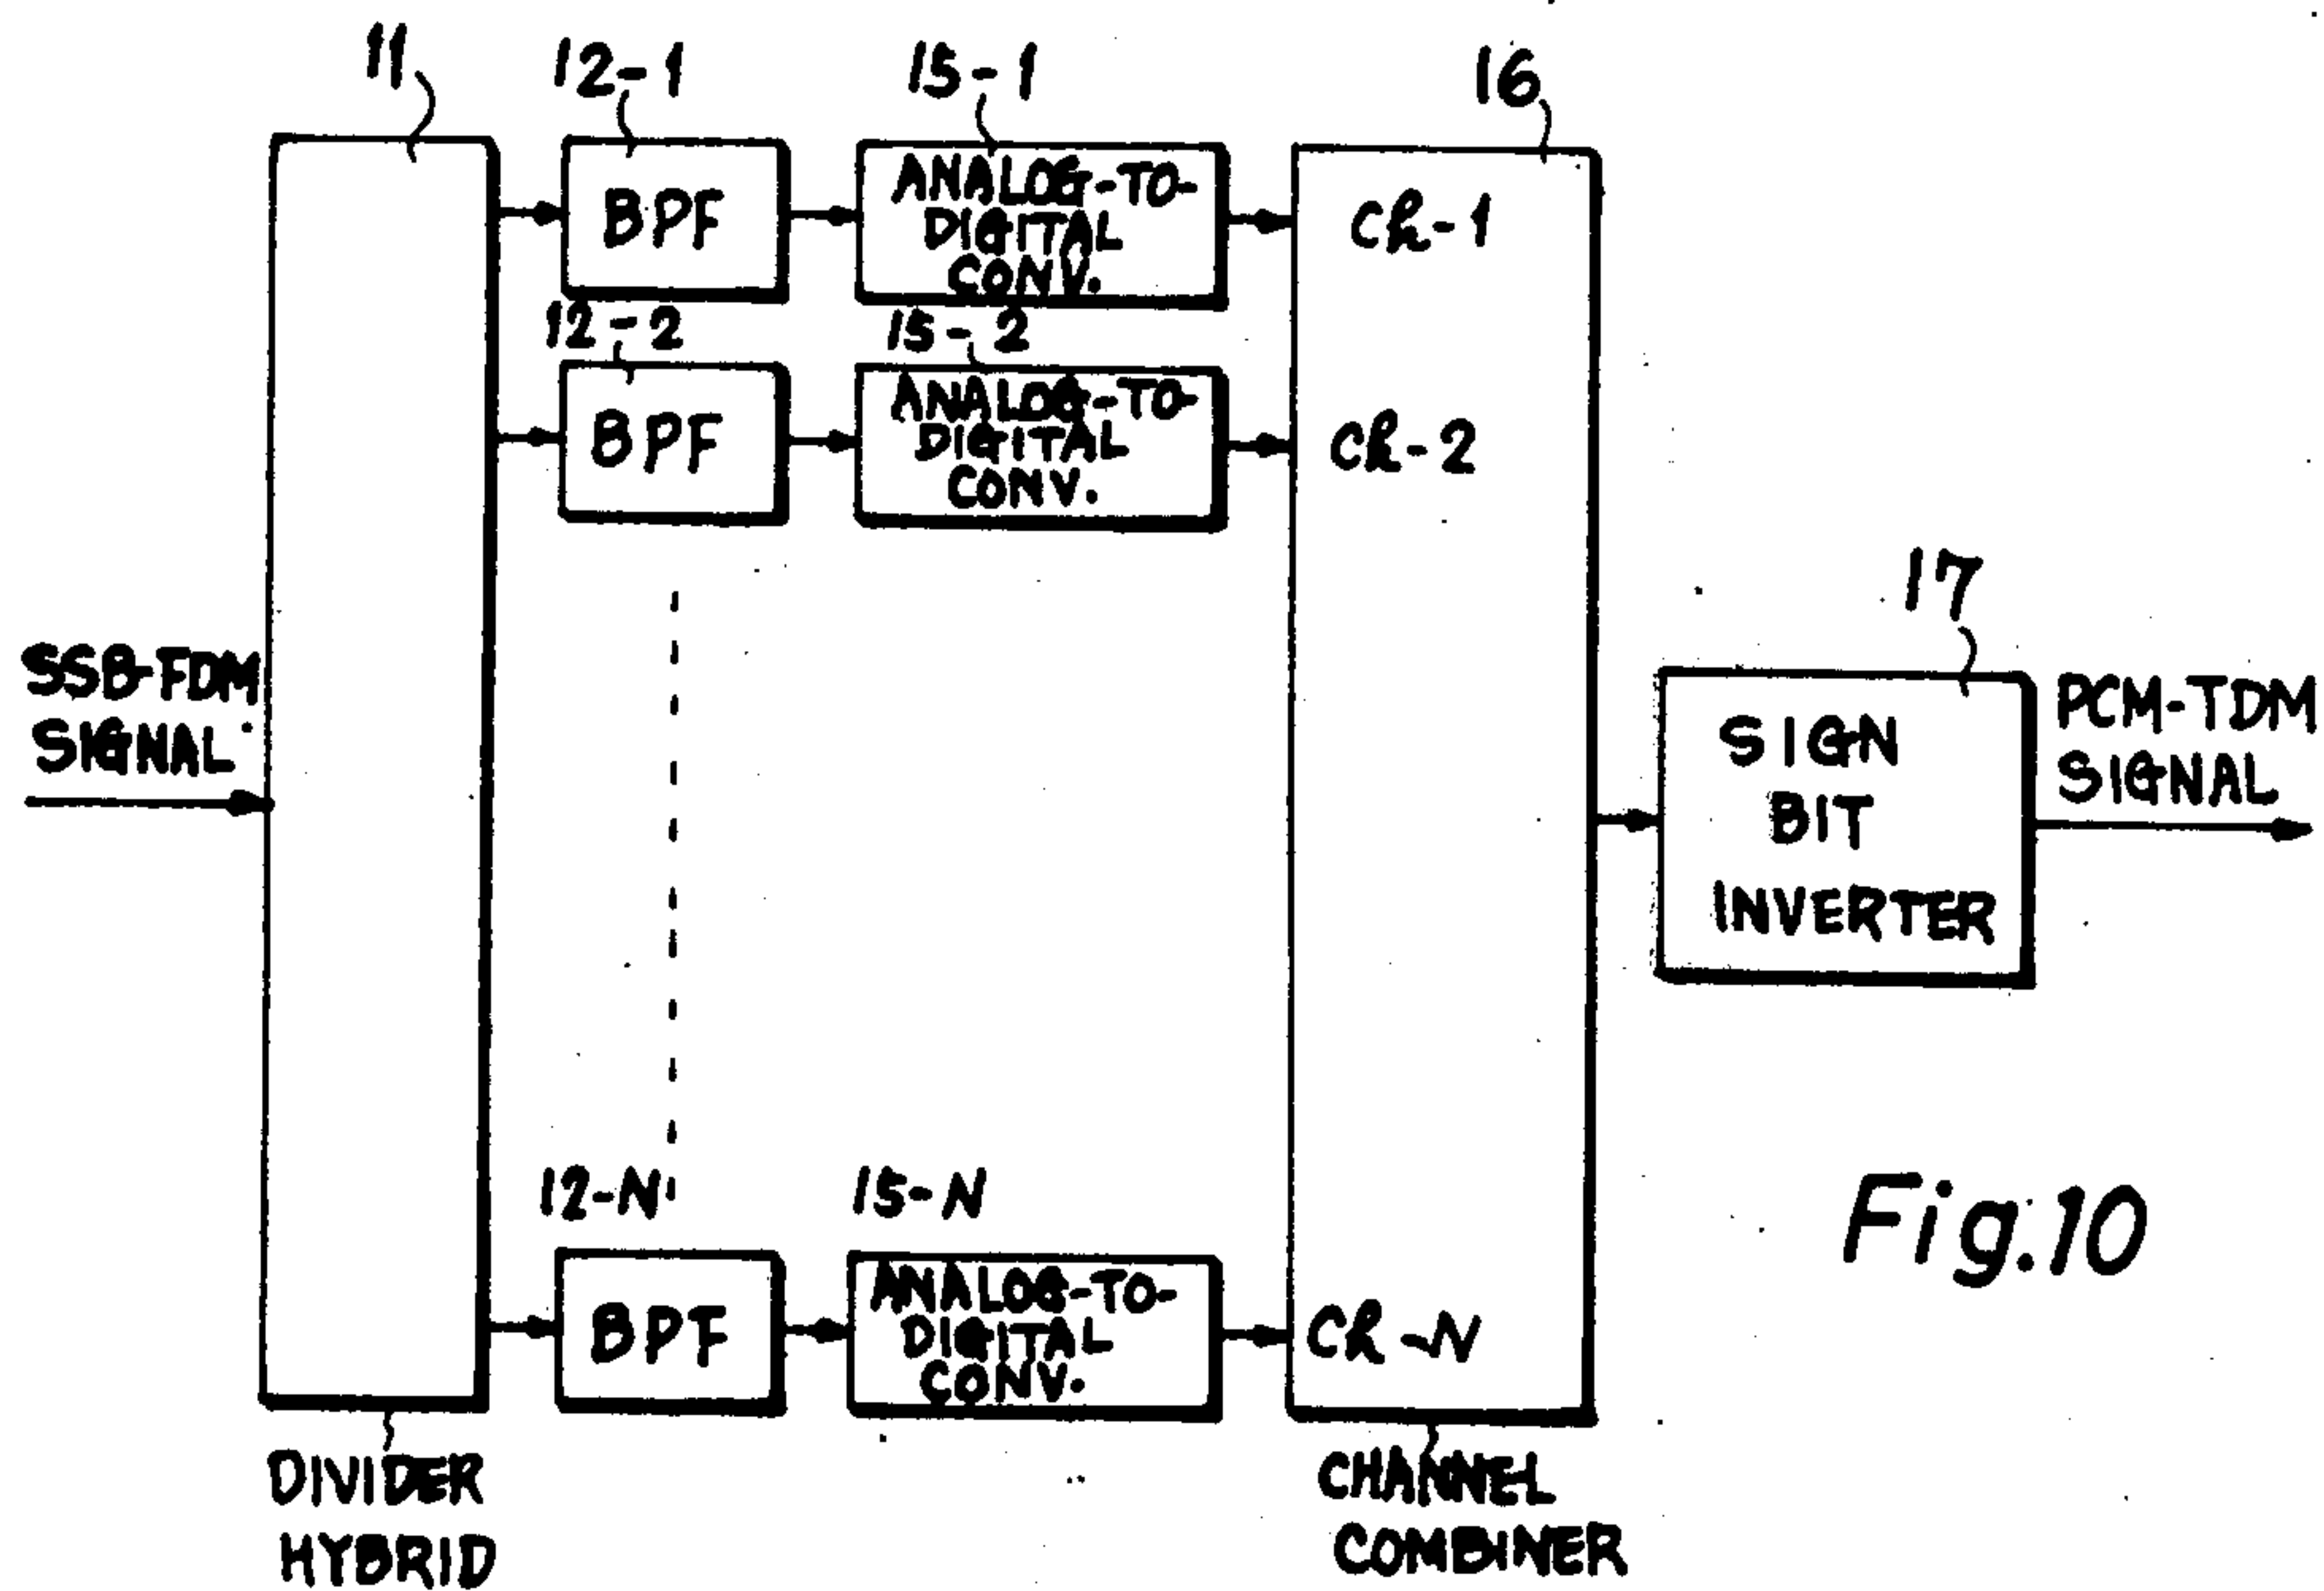 11
12-1
15-1
16
BPF
ANALOG-TO-
DIGITAL
CONV.
Ch-1
12-2
15-2
BPF
ANALOG-TO-
DIGITAL
CONV.
Ch-2
17
SSB-FDM
SIGNAL
SIGN
BIT
INVERTER
PCM-TDM
SIGNAL
12-N
15-N
BPF
ANALOG-TO-
DIGITAL
CONV.
Ch-N
Fig.10
DIVIDER
HYBRID
CHANNEL
COMBINER